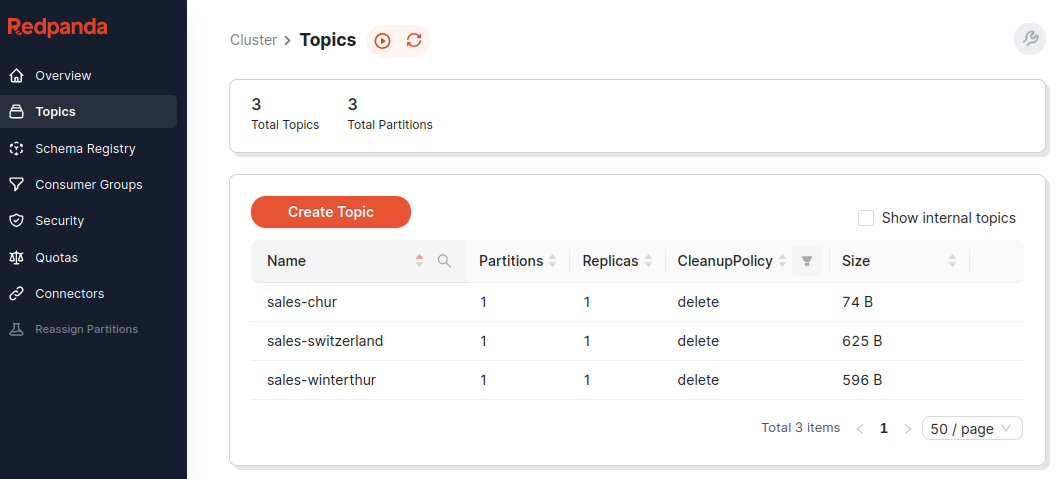 Redpanda
Overview
Topics
Schema Registry
Consumer Groups
Security
Quotas
Connectors
Reassign Partitions
Cluster > Topics
3 3
Total Topics Total Partitions
Create Topic
Show internal topics
Name Partitions Replicas CleanupPolicy Size
sales-chur 1 1 delete 74 B
sales-switzerland 1 1 delete 625 B
sales-winterthur 1 1 delete 596 B
Total 3 items < 1 > 50 / page